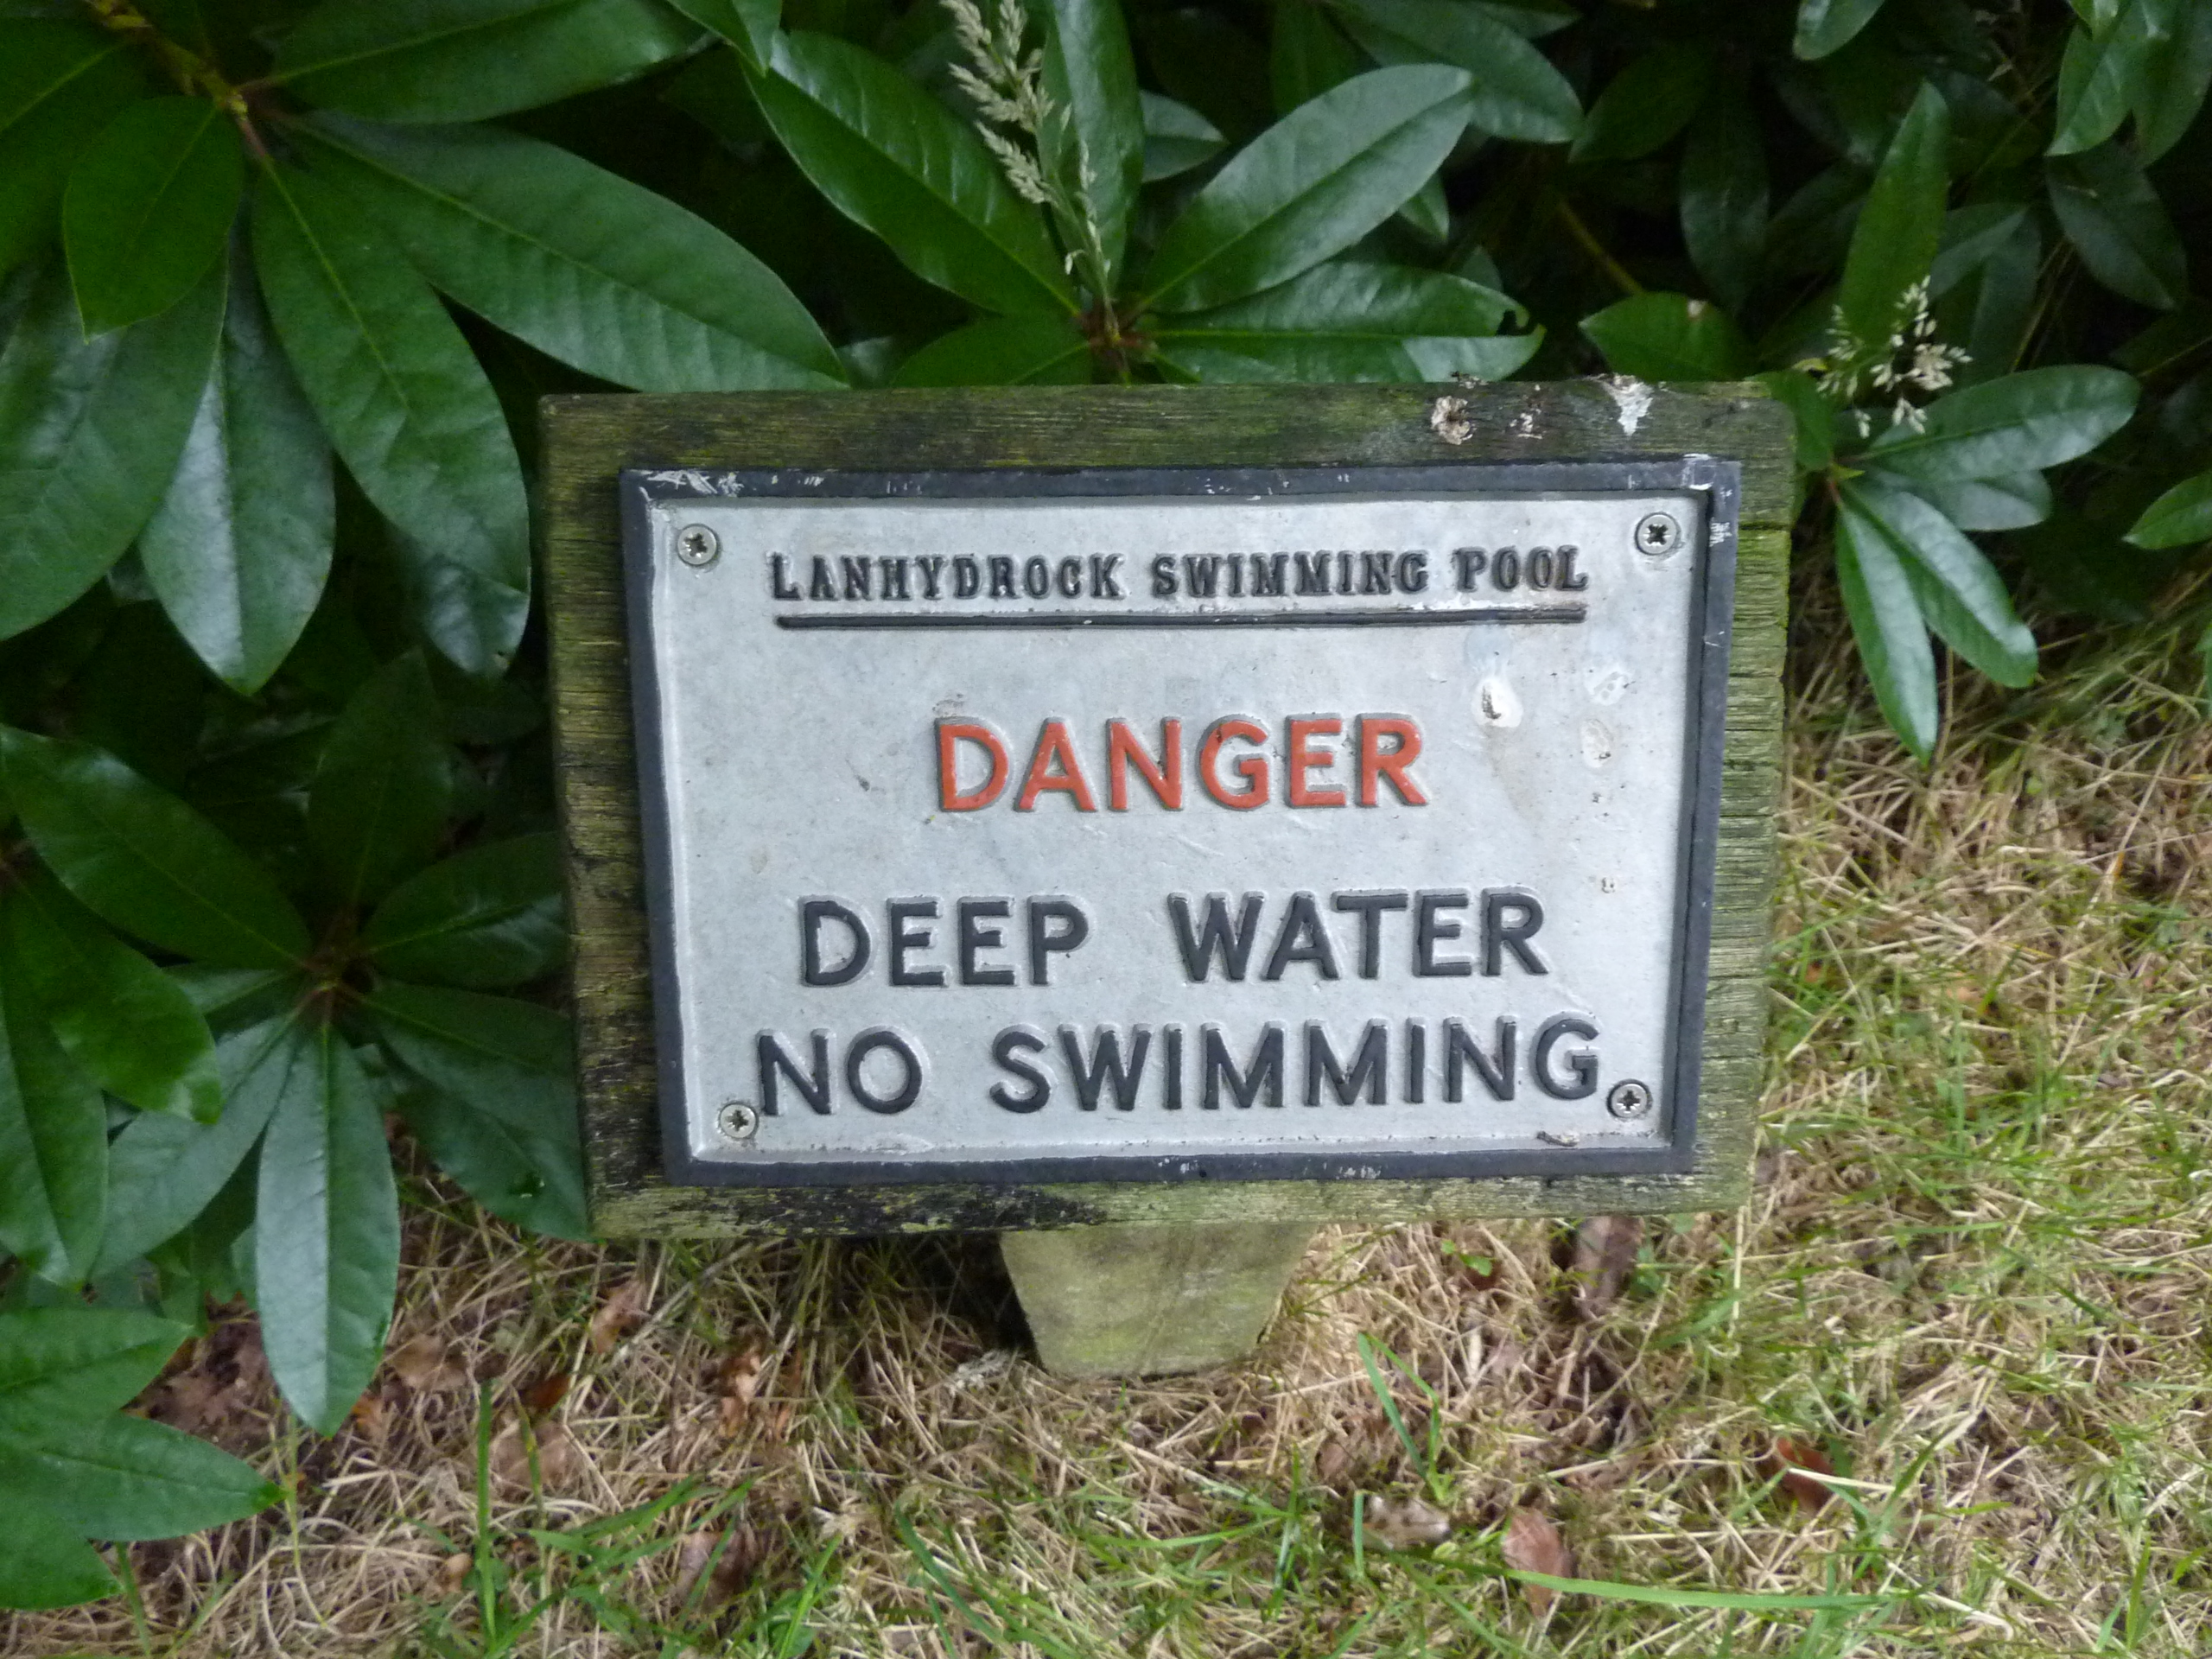 LANHYDROCK SWIMMING POOL
DANGER
DEEP WATER
NO SWIMMING